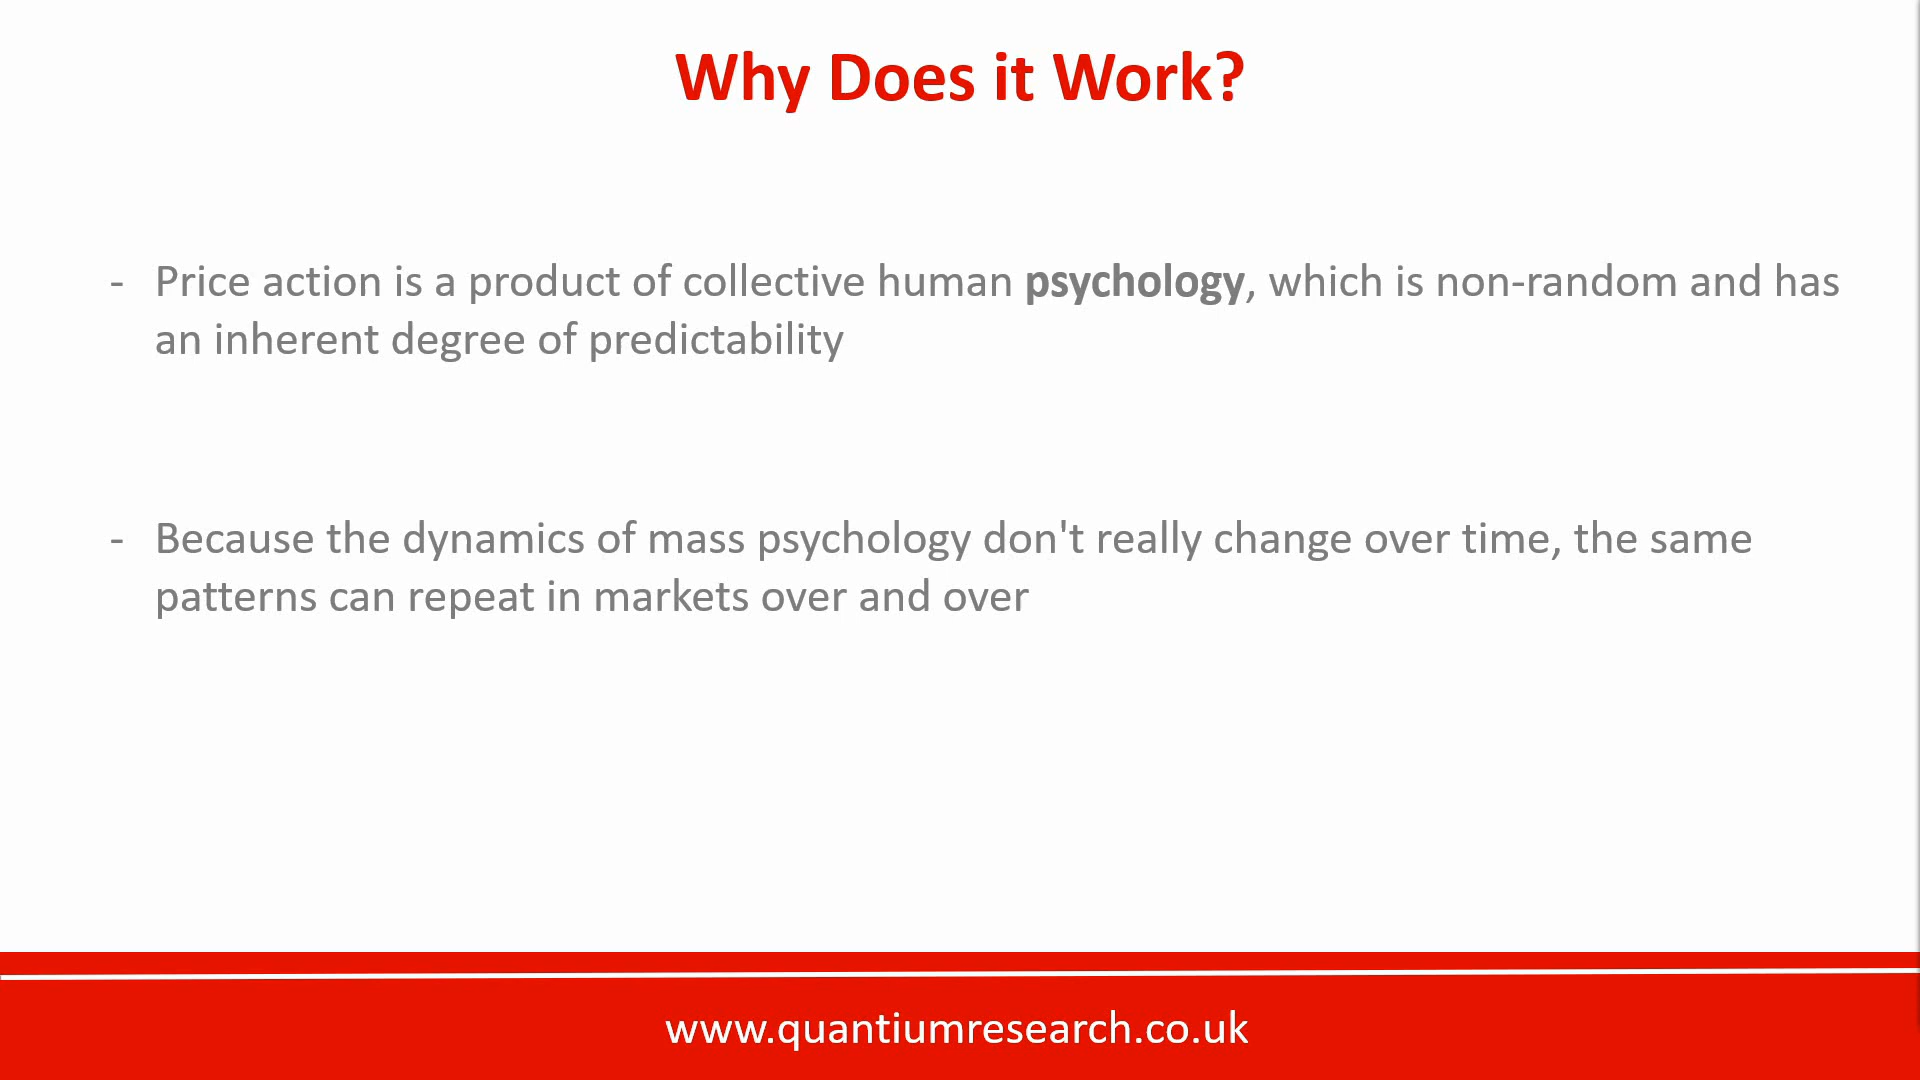 Why Does it Work?
- Price action is a product of collective human psychology, which is non-random and has
an inherent degree of predictability
- Because the dynamics of mass psychology don't really change over time, the same
patterns can repeat in markets over and over
www.quantiumresearch.co.uk